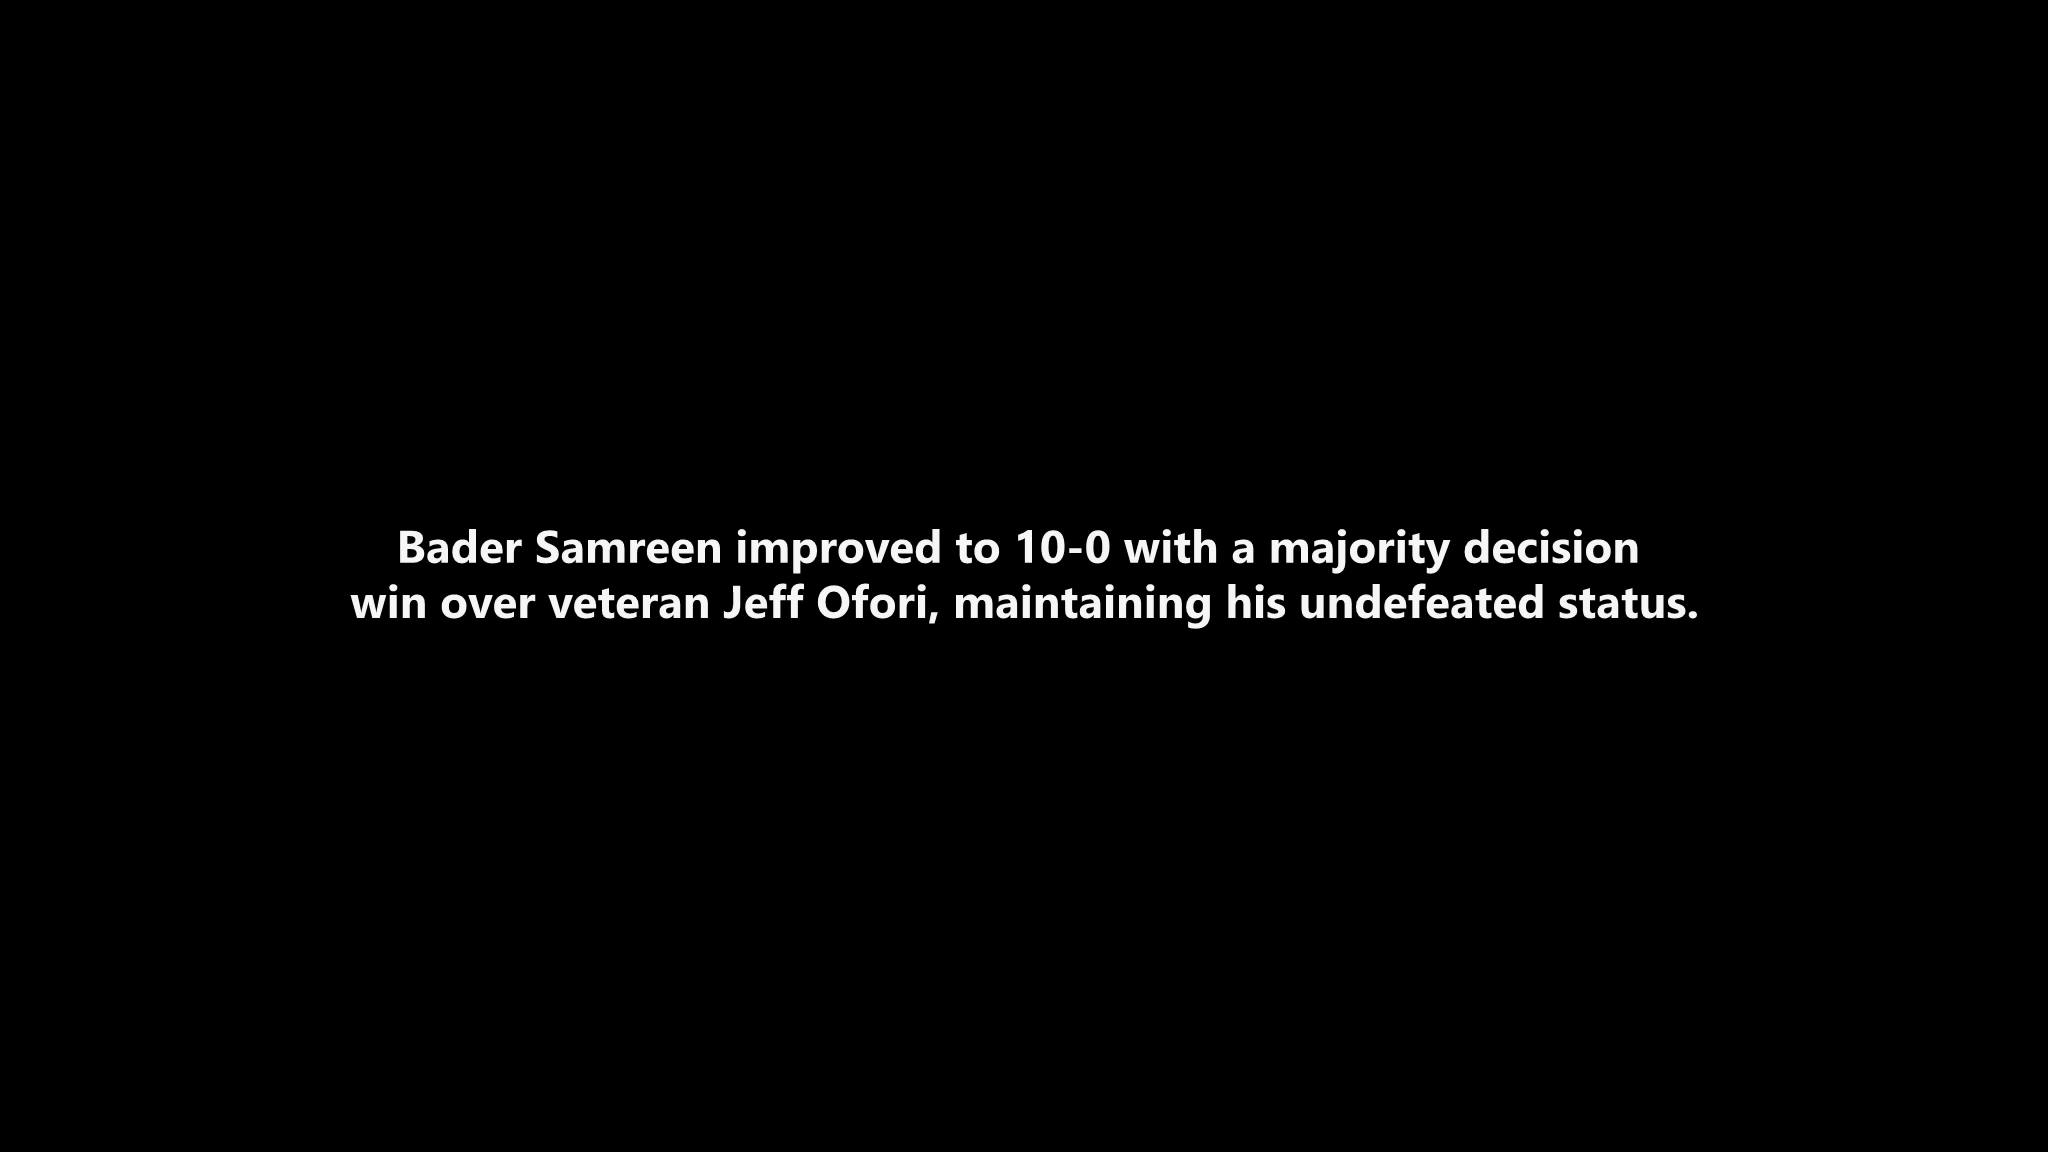 Bader Samreen improved to 10-0 with a majority decision
win over veteran Jeff Ofori, maintaining his undefeated status.